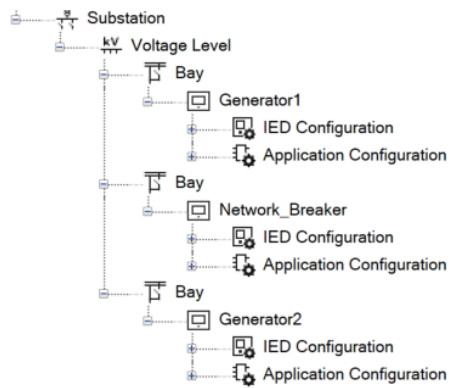 Substation
kV Voltage Level
Bay
Generator1
IED Configuration
Application Configuration
Bay
Network_Breaker
IED Configuration
Application Configuration
Bay
Generator2
IED Configuration
Application Configuration